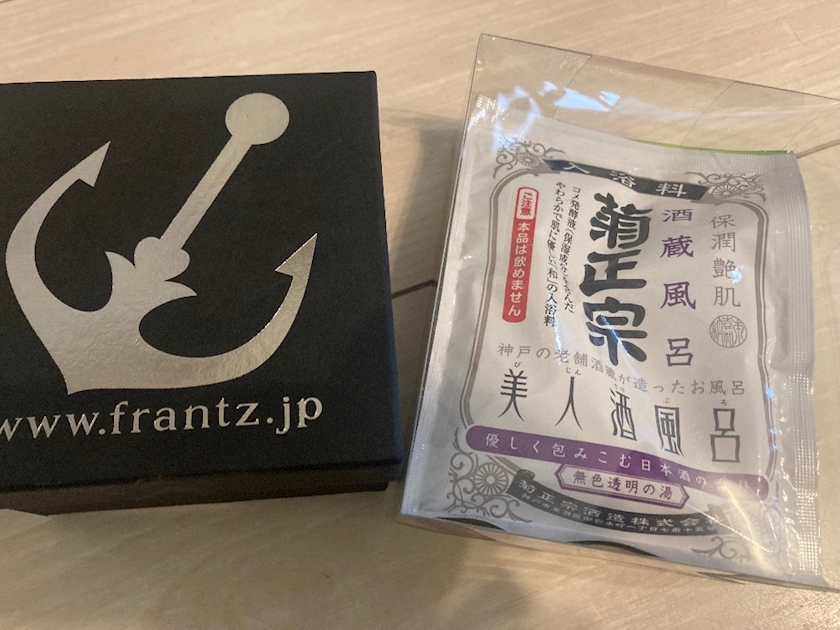 www.frantz.jp
入浴料
保潤艶肌
酒蔵風呂
菊正宗
コメ発酵液(保湿成分)を含んだ
やわらかで肌に優しい「和」の入浴料
ご注意
本品は飲めません
神戸の老舗酒蔵が造ったお風呂
び じん ぶ ろ
美人酒風呂
優しく包みこむ日本酒の
無色透明の湯
菊正宗酒造株式会